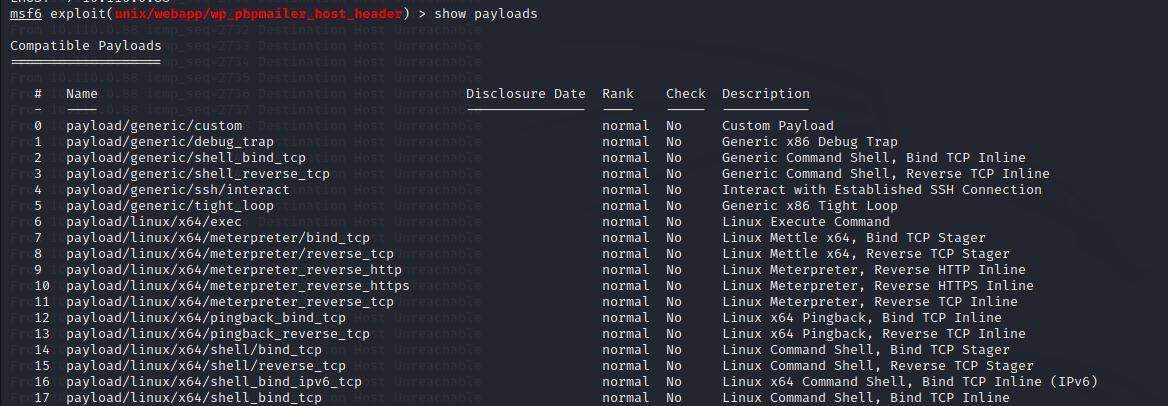 msf6 exploit(unix/webapp/wp_phpmailer_host_header) > show payloads
Compatible Payloads
===================
# Name Disclosure Date Rank Check Description
- ---- --------------- ---- ----- -----------
0 payload/generic/custom normal No Custom Payload
1 payload/generic/debug_trap normal No Generic x86 Debug Trap
2 payload/generic/shell_bind_tcp normal No Generic Command Shell, Bind TCP Inline
3 payload/generic/shell_reverse_tcp normal No Generic Command Shell, Reverse TCP Inline
4 payload/generic/ssh/interact normal No Interact with Established SSH Connection
5 payload/generic/tight_loop normal No Generic x86 Tight Loop
6 payload/linux/x64/exec normal No Linux Execute Command
7 payload/linux/x64/meterpreter/bind_tcp normal No Linux Mettle x64, Bind TCP Stager
8 payload/linux/x64/meterpreter/reverse_tcp normal No Linux Mettle x64, Reverse TCP Stager
9 payload/linux/x64/meterpreter_reverse_http normal No Linux Meterpreter, Reverse HTTP Inline
10 payload/linux/x64/meterpreter_reverse_https normal No Linux Meterpreter, Reverse HTTPS Inline
11 payload/linux/x64/meterpreter_reverse_tcp normal No Linux Meterpreter, Reverse TCP Inline
12 payload/linux/x64/pingback_bind_tcp normal No Linux x64 Pingback, Bind TCP Inline
13 payload/linux/x64/pingback_reverse_tcp normal No Linux x64 Pingback, Reverse TCP Inline
14 payload/linux/x64/shell/bind_tcp normal No Linux Command Shell, Bind TCP Stager
15 payload/linux/x64/shell/reverse_tcp normal No Linux Command Shell, Reverse TCP Stager
16 payload/linux/x64/shell_bind_ipv6_tcp normal No Linux x64 Command Shell, Bind TCP Inline (IPv6)
17 payload/linux/x64/shell_bind_tcp normal No Linux Command Shell, Bind TCP Inline